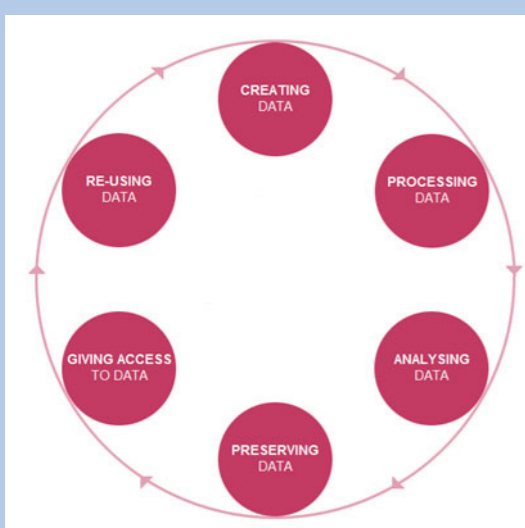 CREATING
DATA
PROCESSING
DATA
ANALYSING
DATA
PRESERVING
DATA
GIVING ACCESS
TO DATA
RE-USING
DATA